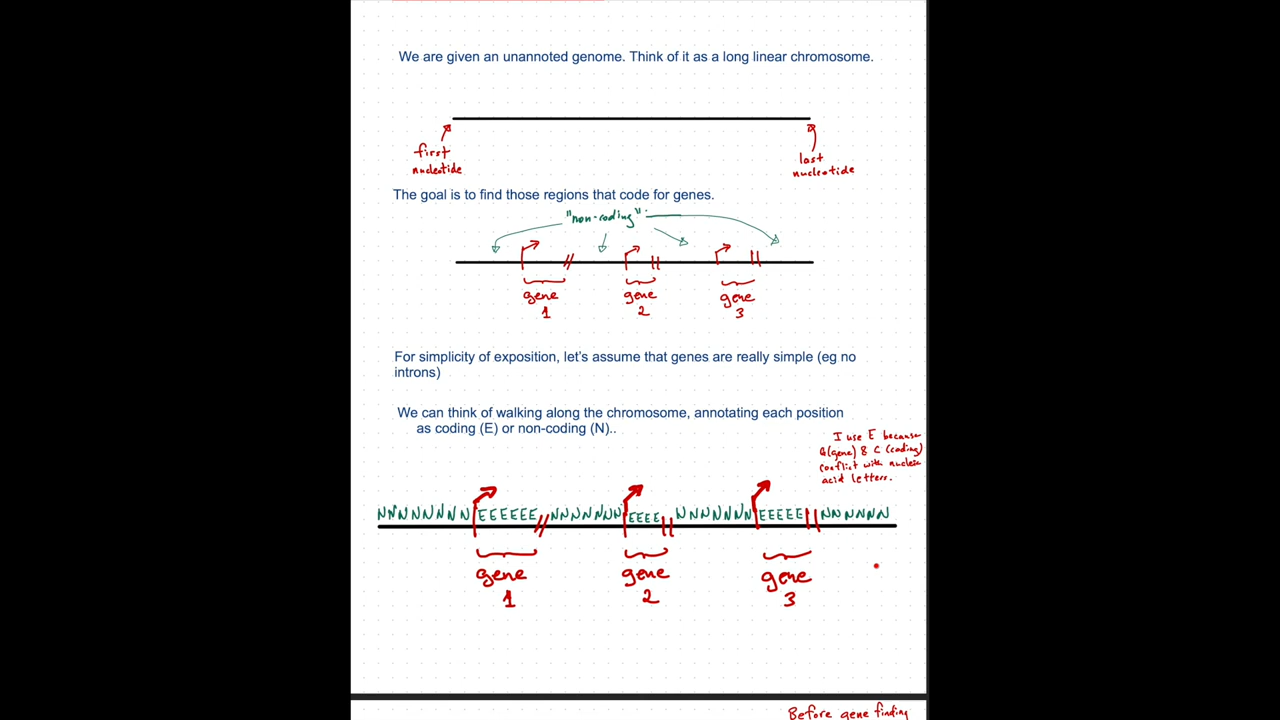 We are given an unannoted genome. Think of it as a long linear chromosome.
first
nucleotide
last
nucleotide
The goal is to find those regions that code for genes.
"non-coding"
gene
1
gene
2
gene
3
For simplicity of exposition, let's assume that genes are really simple (eg no
introns)
We can think of walking along the chromosome, annotating each position
as coding (E) or non-coding (N)..
I use E because
G(gene) & C (coding)
conflict with nucleic
acid letters.
NNNNNNNNN EEEEEE NNNNNNN EEEE NNNNNNN EEEEE NNNNNN
gene
1
gene
2
gene
3
Before gene finding